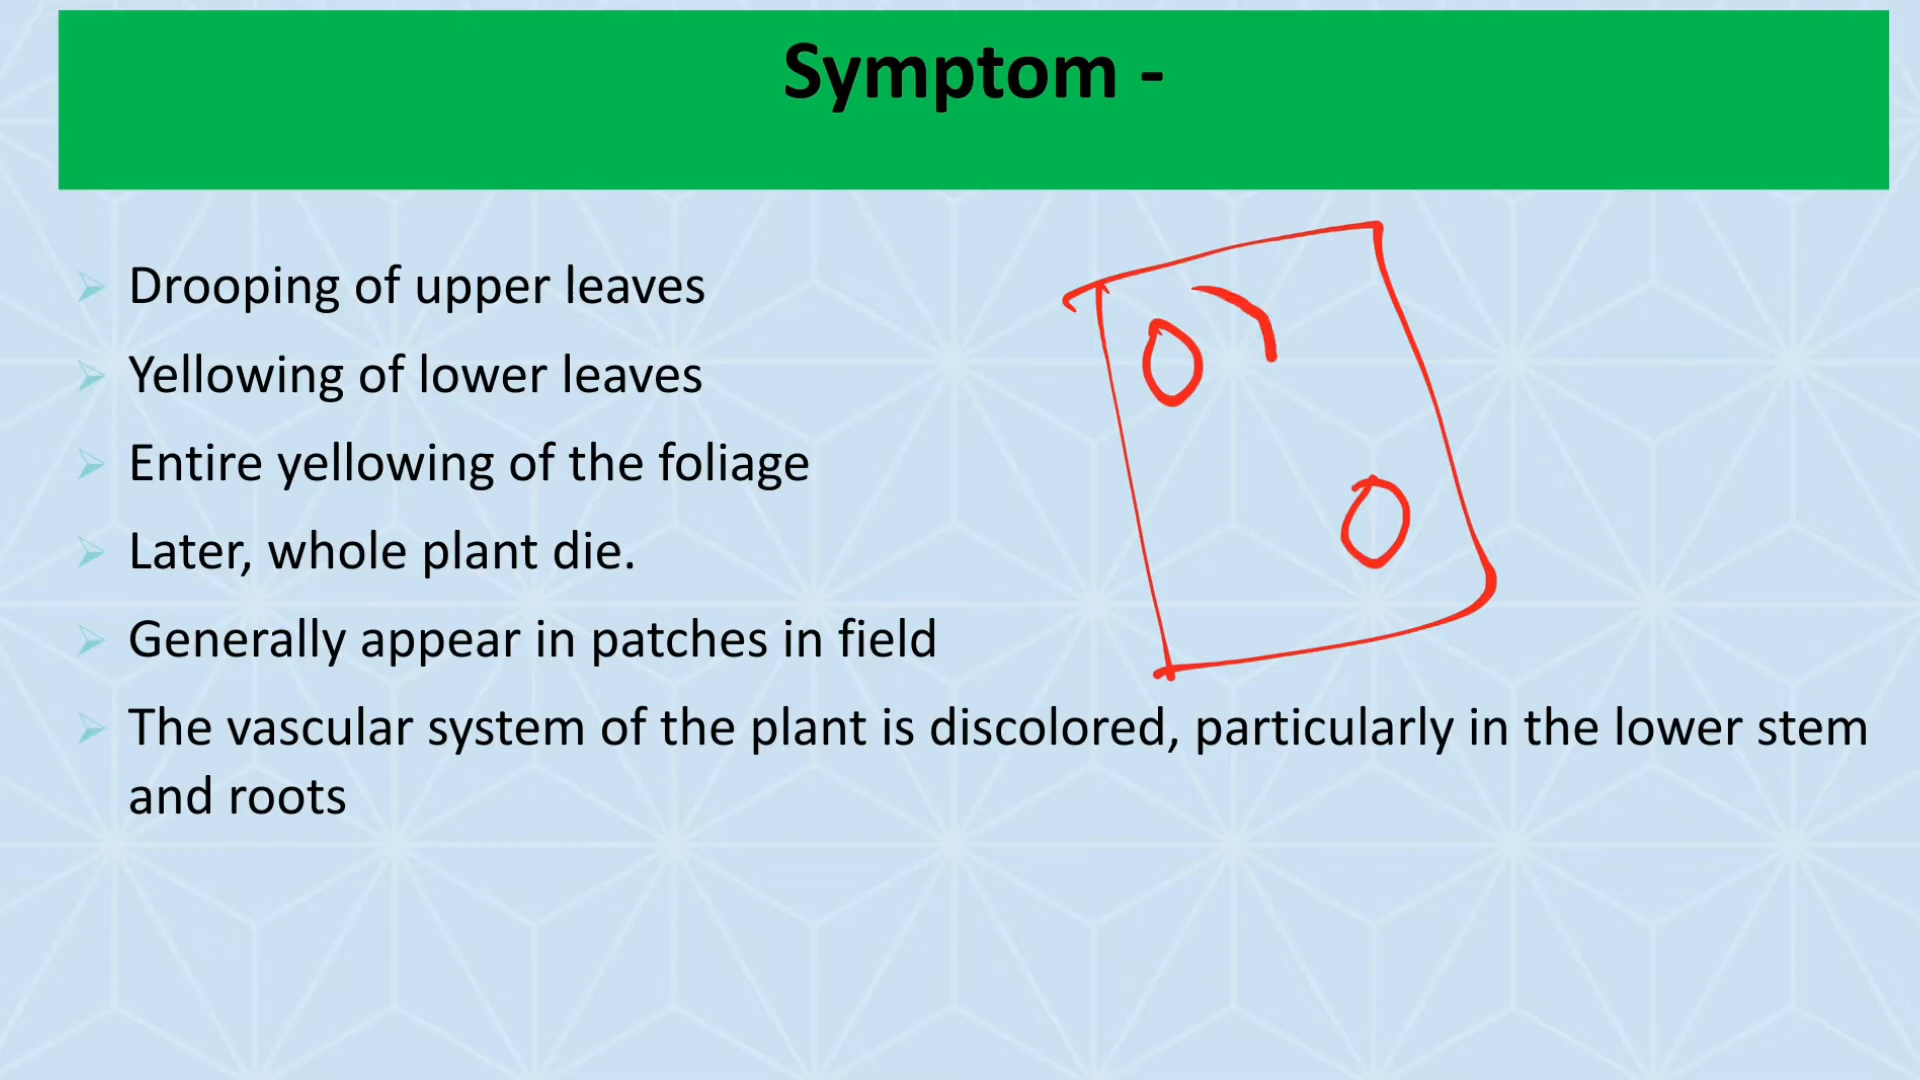 Symptom -
Drooping of upper leaves
Yellowing of lower leaves
Entire yellowing of the foliage
Later, whole plant die.
Generally appear in patches in field
The vascular system of the plant is discolored, particularly in the lower stem
and roots